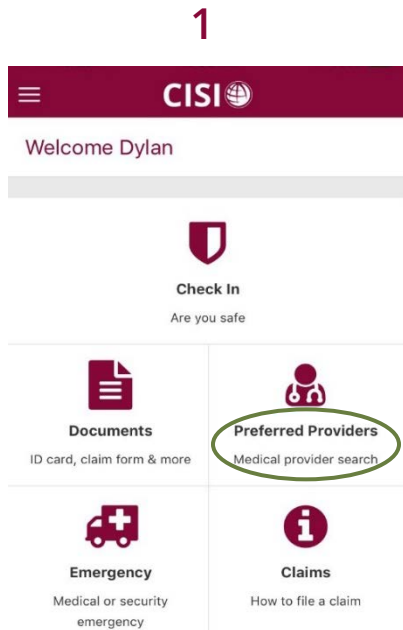 1
CISI
Welcome Dylan
Check In
Are you safe
Documents
Preferred Providers
ID card, claim form & more
Medical provider search
Emergency
Claims
Medical or security
How to file a claim
emergency